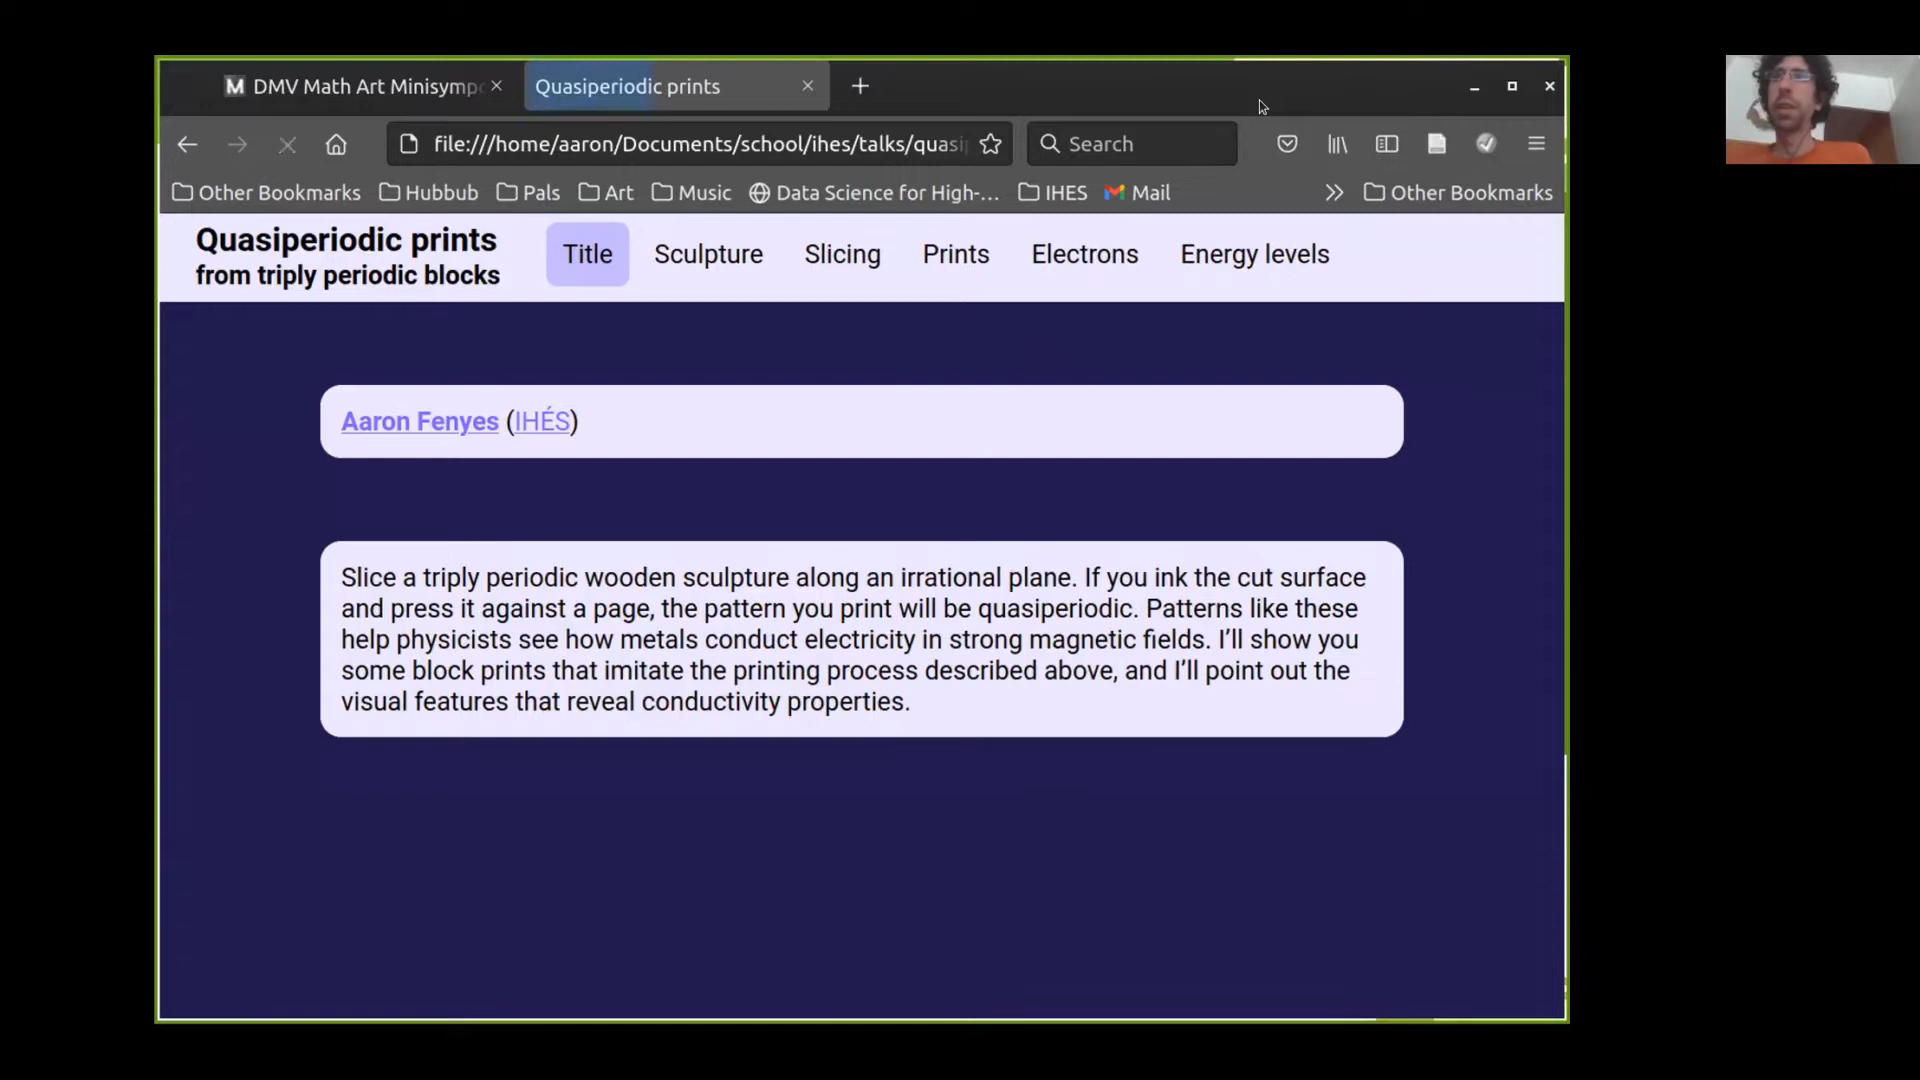 DMV Math Art Minisympo
Quasiperiodic prints
file:///home/aaron/Documents/school/ihes/talks/quasi
Search
Other Bookmarks
Hubbub
Pals
Art
Music
Data Science for High-...
IHES
Mail
Other Bookmarks
Quasiperiodic prints
from triply periodic blocks
Title
Sculpture
Slicing
Prints
Electrons
Energy levels
Aaron Fenyes (IHÉS)
Slice a triply periodic wooden sculpture along an irrational plane. If you ink the cut surface
and press it against a page, the pattern you print will be quasiperiodic. Patterns like these
help physicists see how metals conduct electricity in strong magnetic fields. I’ll show you
some block prints that imitate the printing process described above, and I’ll point out the
visual features that reveal conductivity properties.